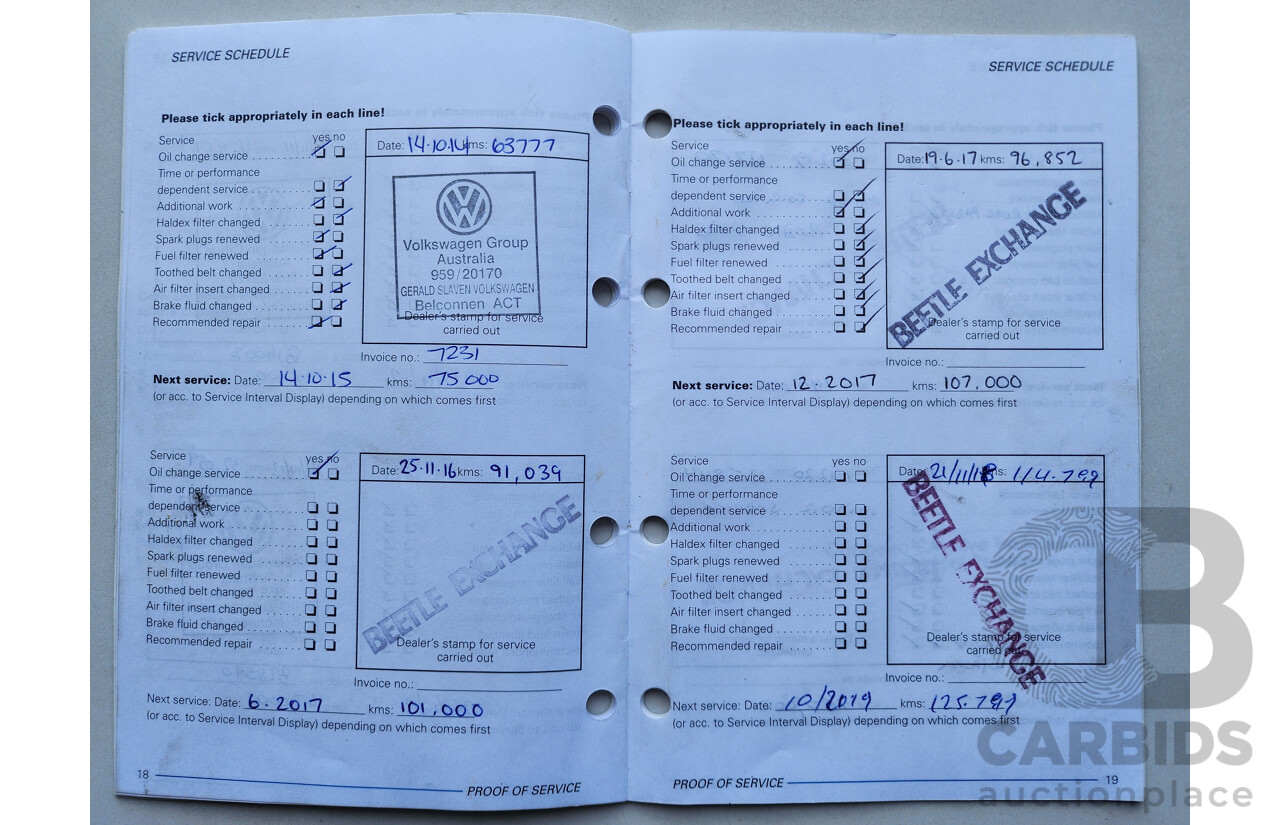 SERVICE SCHEDULE
Please tick appropriately in each line!
Service yes no
Oil change service
Time or performance
dependent service
Additional work
Haldex filter changed
Spark plugs renewed
Fuel filter renewed
Toothed belt changed
Air filter insert changed
Brake fluid changed
Recommended repair
Date: 14.10.14 kms: 63777
Volkswagen Group
Australia
959/20170
GERALD SLAVEN VOLKSWAGEN
Belconnen ACT
Dealer's stamp for service
carried out
Invoice no.: 7231
Next service: Date: 14.10.15 kms: 75000
(or acc. to Service Interval Display) depending on which comes first
Service yes no
Oil change service
Time or performance
dependent service
Additional work
Haldex filter changed
Spark plugs renewed
Fuel filter renewed
Toothed belt changed
Air filter insert changed
Brake fluid changed
Recommended repair
Date: 25.11.16 kms: 91,039
BEETLE EXCHANGE
Dealer's stamp for service
carried out
Invoice no.:
Next service: Date: 6.2017 kms: 101,000
(or acc. to Service Interval Display) depending on which comes first
18
PROOF OF SERVICE
SERVICE SCHEDULE
Please tick appropriately in each line!
Service yes no
Oil change service
Time or performance
dependent service
Additional work
Haldex filter changed
Spark plugs renewed
Fuel filter renewed
Toothed belt changed
Air filter insert changed
Brake fluid changed
Recommended repair
Date: 19.6.17 kms: 96,852
BEETLE EXCHANGE
Dealer's stamp for service
carried out
Invoice no.:
Next service: Date: 12.2017 kms: 107,000
(or acc. to Service Interval Display) depending on which comes first
Service yes no
Oil change service
Time or performance
dependent service
Additional work
Haldex filter changed
Spark plugs renewed
Fuel filter renewed
Toothed belt changed
Air filter insert changed
Brake fluid changed
Recommended repair
Date: 21/11/18 kms: 114.799
BEETLE EXCHANGE
Dealer's stamp for service
carried out
Invoice no.:
Next service: Date: 10/2019 kms: 125.799
(or acc. to Service Interval Display) depending on which comes first
PROOF OF SERVICE
19
CB
CARBIDS
auctionplace